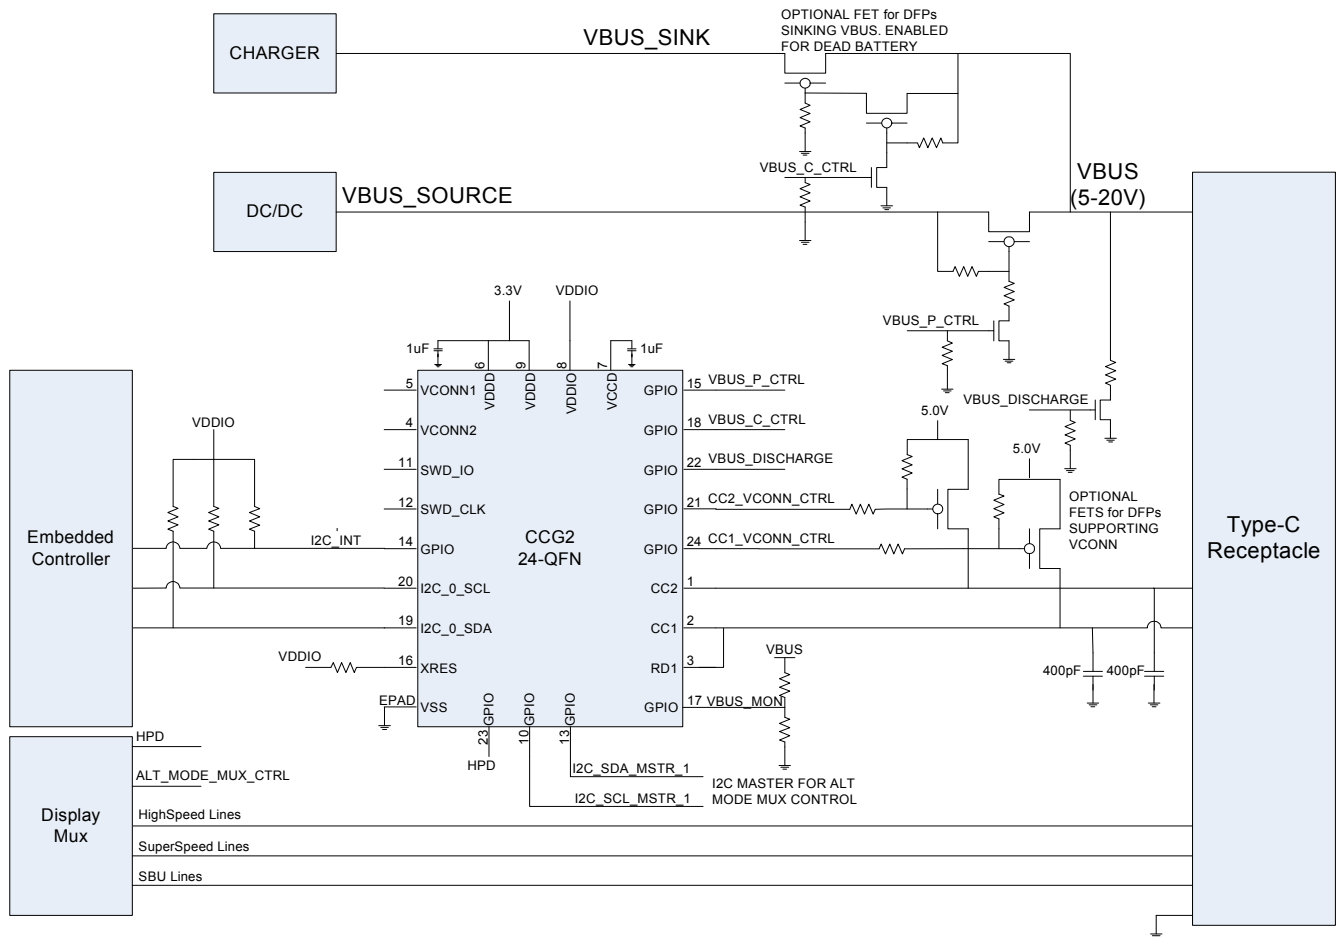 OPTIONAL FET for DFPs
SINKING VBUS. ENABLED
FOR DEAD BATTERY
CHARGER
VBUS_SINK
VBUS_C_CTRL
DC/DC
VBUS_SOURCE
VBUS
(5-20V)
VBUS_P_CTRL
VBUS_DISCHARGE
3.3V
VDDIO
1uF
1uF
6
9
8
7
VDDD
VDDD
VDDIO
VCCD
5
VCONN1
4
VCONN2
11
SWD_IO
12
SWD_CLK
14
GPIO
20
I2C_0_SCL
19
I2C_0_SDA
16
XRES
EPAD
VSS
CCG2
24-QFN
GPIO
15
VBUS_P_CTRL
GPIO
18
VBUS_C_CTRL
GPIO
22
VBUS_DISCHARGE
GPIO
21
CC2_VCONN_CTRL
GPIO
24
CC1_VCONN_CTRL
CC2
1
CC1
2
RD1
3
GPIO
17
VBUS_MON
VBUS
GPIO
GPIO
GPIO
23
10
13
HPD
I2C_SDA_MSTR_1
I2C_SCL_MSTR_1
I2C MASTER FOR ALT
MODE MUX CONTROL
5.0V
5.0V
OPTIONAL
FETS for DFPs
SUPPORTING
VCONN
400pF
400pF
Type-C
Receptacle
VDDIO
I2C_INT
VDDIO
Embedded
Controller
Display
Mux
HPD
ALT_MODE_MUX_CTRL
HighSpeed Lines
SuperSpeed Lines
SBU Lines